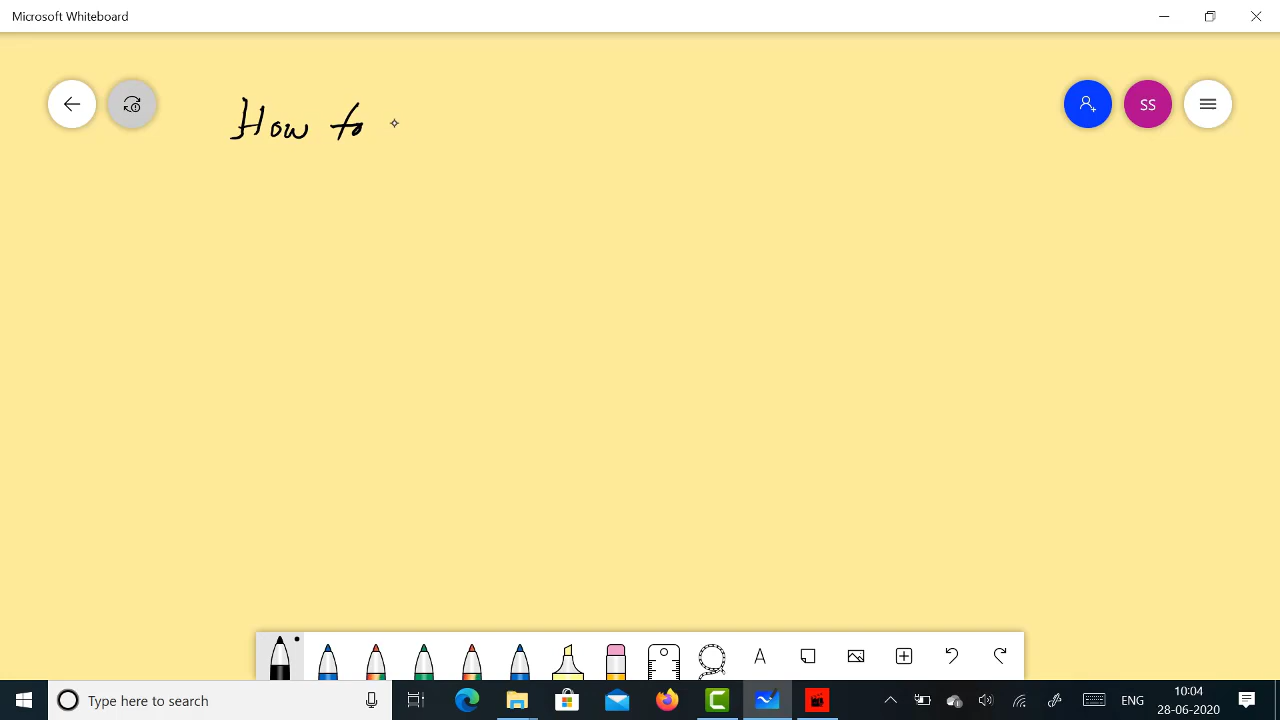 Microsoft Whiteboard
How to
SS
A
Type here to search
ENG
10:04
28-06-2020